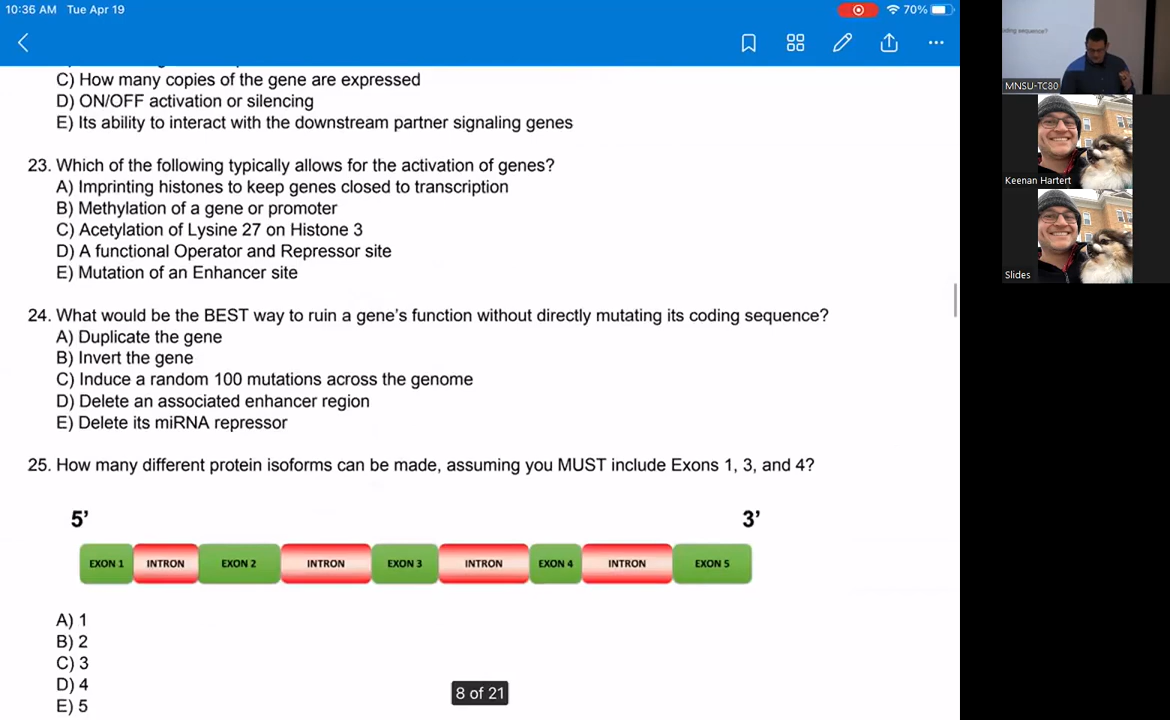 10:36 AM Tue Apr 19
70%
C) How many copies of the gene are expressed
D) ON/OFF activation or silencing
E) Its ability to interact with the downstream partner signaling genes
23. Which of the following typically allows for the activation of genes?
A) Imprinting histones to keep genes closed to transcription
B) Methylation of a gene or promoter
C) Acetylation of Lysine 27 on Histone 3
D) A functional Operator and Repressor site
E) Mutation of an Enhancer site
24. What would be the BEST way to ruin a gene's function without directly mutating its coding sequence?
A) Duplicate the gene
B) Invert the gene
C) Induce a random 100 mutations across the genome
D) Delete an associated enhancer region
E) Delete its miRNA repressor
25. How many different protein isoforms can be made, assuming you MUST include Exons 1, 3, and 4?
5' 3'
EXON 1 INTRON EXON 2 INTRON EXON 3 INTRON EXON 4 INTRON EXON 5
A) 1
B) 2
C) 3
D) 4
E) 5
8 of 21
ding sequence?
MNSU-TC80
Keenan Hartert
Slides